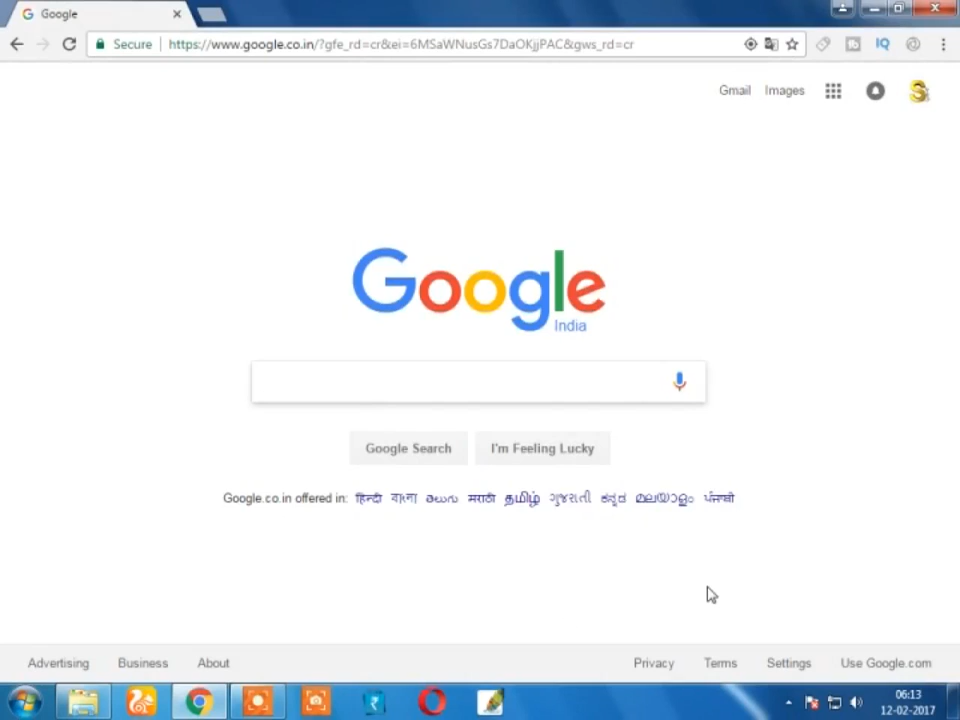 Google
Secure https://www.google.co.in/?gfe_rd=cr&ei=6MSaWNusGs7DaOKjjPAC&gws_rd=cr
IQ
Gmail Images
Google
India
Google Search I'm Feeling Lucky
Google.co.in offered in: हिन्दी বাংলা తెలుగు मराठी தமிழ் ગુજરાતી ಕನ್ನಡ മലയാളം ਪੰਜਾਬੀ
Advertising Business About Privacy Terms Settings Use Google.com
06:13
12-02-2017